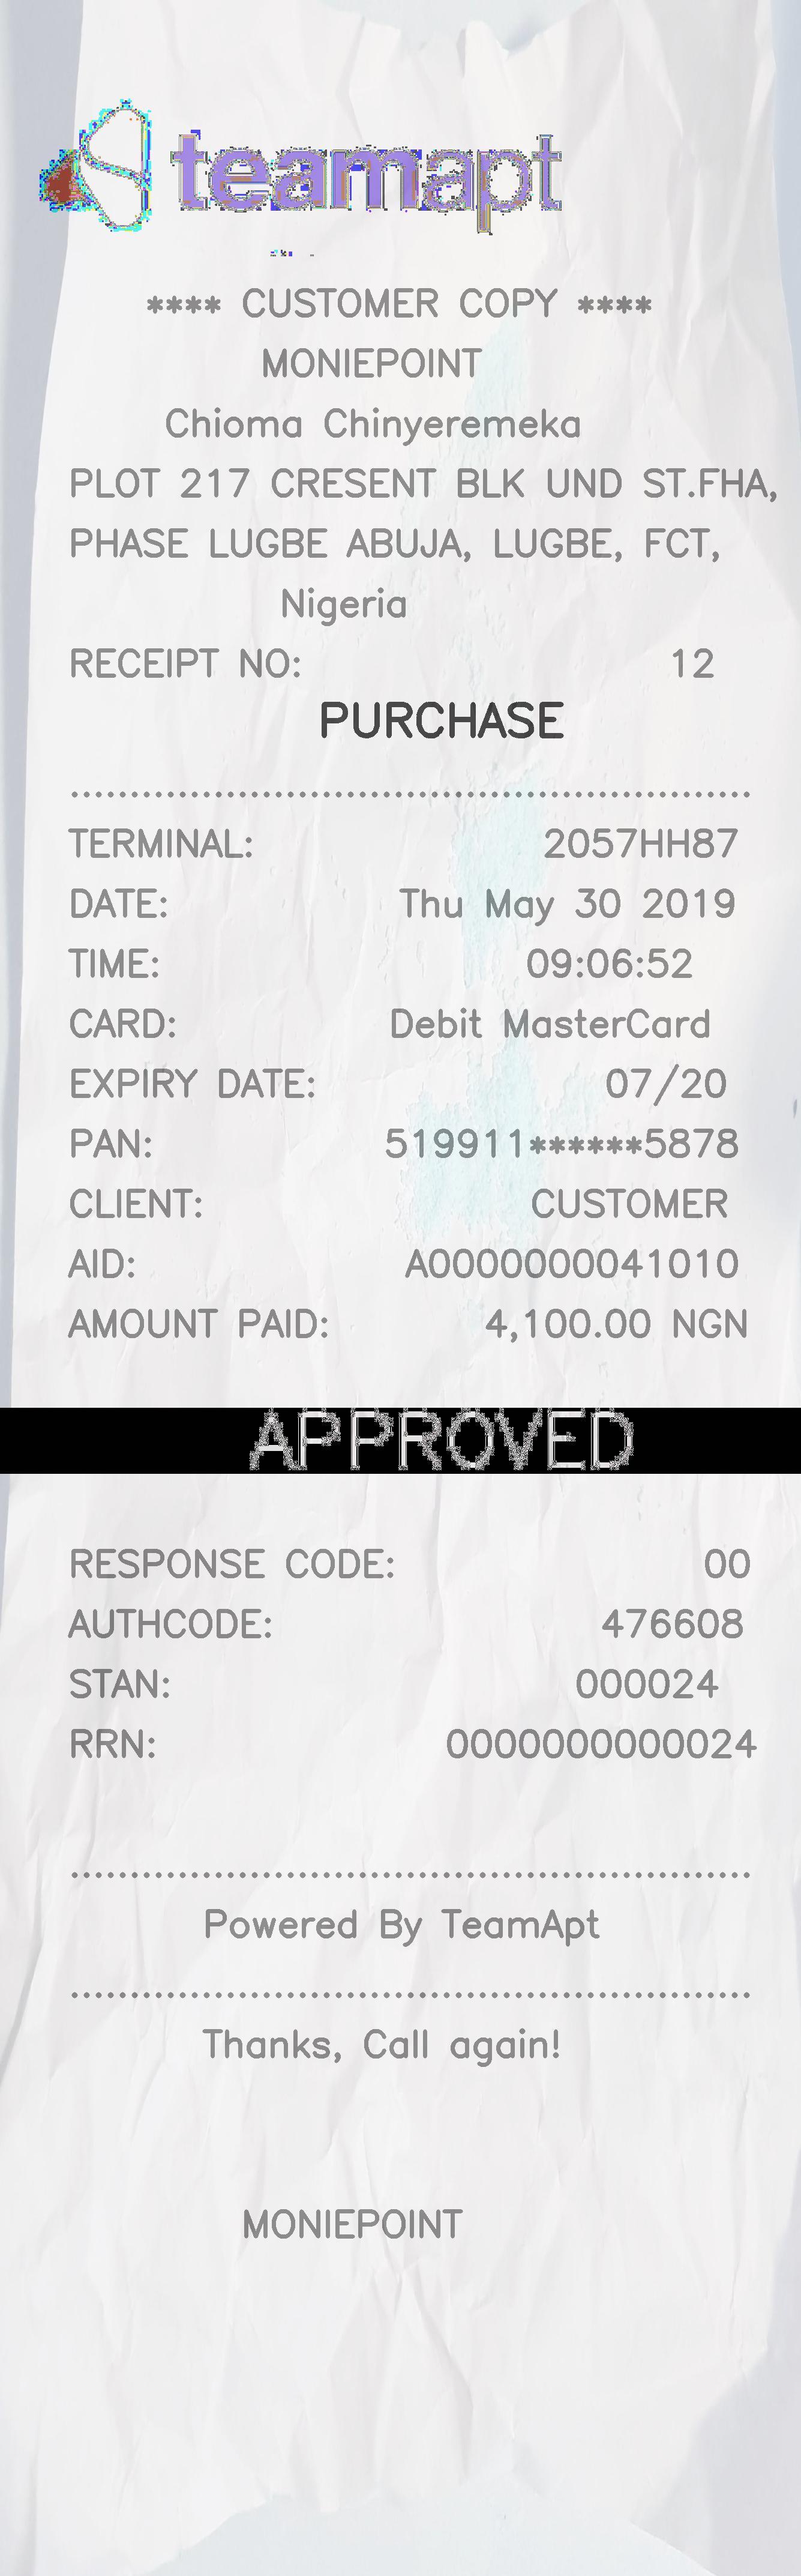 teamapt
**** CUSTOMER COPY ****
MONIEPOINT
Chioma Chinyeremeka
PLOT 217 CRESENT BLK UND ST.FHA,
PHASE LUGBE ABUJA, LUGBE, FCT,
Nigeria
RECEIPT NO: 12
PURCHASE
TERMINAL: 2057HH87
DATE: Thu May 30 2019
TIME: 09:06:52
CARD: Debit MasterCard
EXPIRY DATE: 07/20
PAN: 519911******5878
CLIENT: CUSTOMER
AID: A0000000041010
AMOUNT PAID: 4,100.00 NGN
APPROVED
RESPONSE CODE: 00
AUTHCODE: 476608
STAN: 000024
RRN: 0000000000024
Powered By TeamApt
Thanks, Call again!
MONIEPOINT